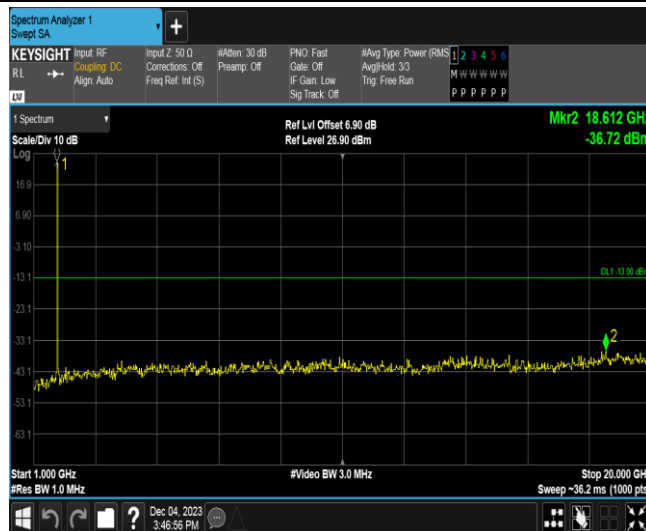 Spectrum Analyzer 1
Swept SA
+
KEYSIGHT
RL
LXI
Input: RF
Coupling: DC
Align: Auto
Input Z: 50 Ω
Corrections: Off
Freq Ref: Int (S)
#Atten: 30 dB
Preamp: Off
PNO: Fast
Gate: Off
IF Gain: Low
Sig Track: Off
#Avg Type: Power (RMS
Avg|Hold: 3/3
Trig: Free Run
1 2 3 4 5 6
M W W W W W
P P P P P P
1 Spectrum
Scale/Div 10 dB
Log
Ref Lvl Offset 6.90 dB
Ref Level 26.90 dBm
Mkr2 18.612 GHz
-36.72 dBm
1
16.9
6.90
-3.10
-13.1
DL1 -13.00 dBm
-23.1
-33.1
2
-43.1
-53.1
-63.1
Start 1.000 GHz
#Res BW 1.0 MHz
#Video BW 3.0 MHz
Stop 20.000 GH
Sweep ~36.2 ms (1000 pts
?
Dec 04, 2023
3:46:56 PM